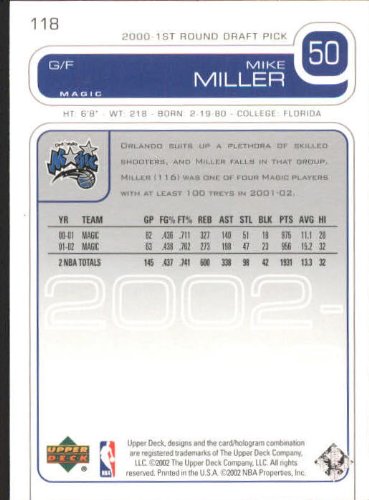 118
2000-1ST ROUND DRAFT PICK
50
G/F
MIKE
MILLER
MAGIC
HT: 6'8" · WT: 218 · BORN: 2-19-80 · COLLEGE: FLORIDA
ORLANDO SUITS UP A PLETHORA OF SKILLED
SHOOTERS, AND MILLER FALLS IN THAT GROUP.
MILLER (116) WAS ONE OF FOUR MAGIC PLAYERS
WITH AT LEAST 100 TREYS IN 2001-02.
YR TEAM GP FG% FT% REB AST STL BLK PTS AVG HI
00-01 MAGIC 82 .435 .711 327 140 51 19 975 11.9 28
01-02 MAGIC 63 .438 .762 273 198 47 23 956 15.2 32
2 NBA TOTALS 145 .437 .741 600 338 98 42 1931 13.3 32
2002-
UPPER
DECK
NBA
Upper Deck, designs and the card/hologram combination
are registered trademarks of The Upper Deck Company,
LLC. ©2002 The Upper Deck Company, LLC. All rights
reserved. Printed in the U.S.A. ©2002 NBA Properties, Inc.